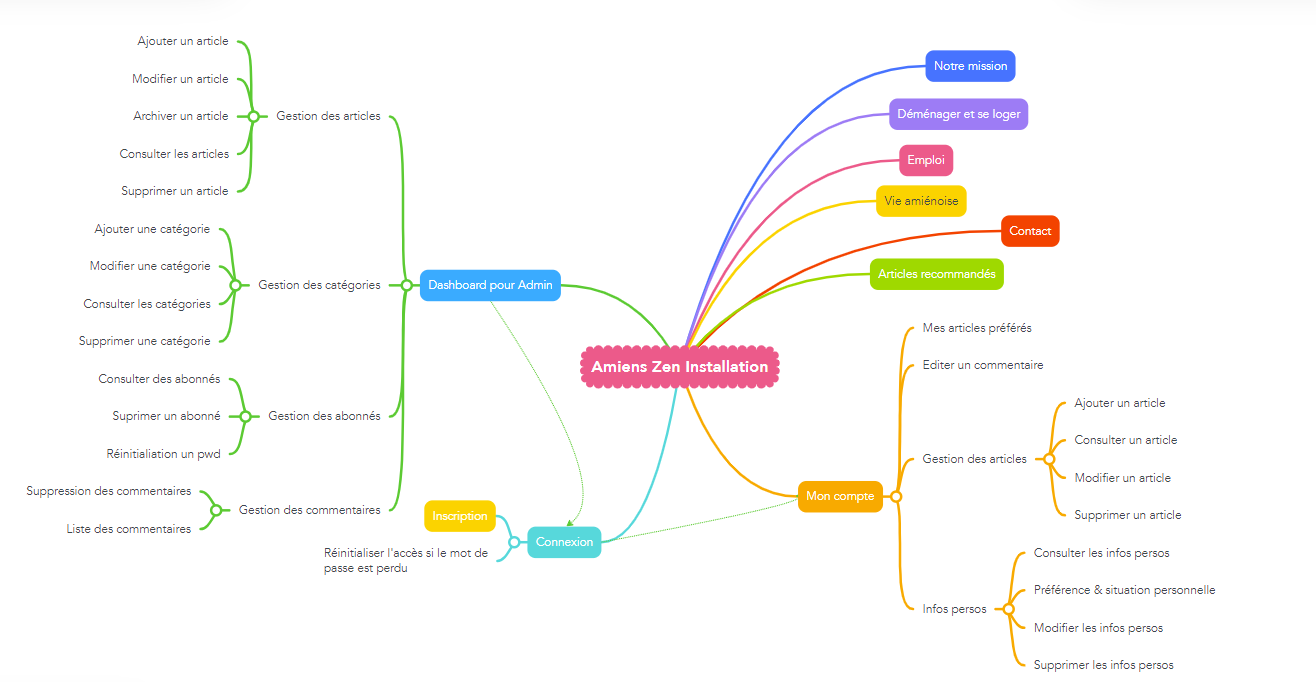 Amiens Zen Installation
Notre mission
Déménager et se loger
Emploi
Vie amiénoise
Contact
Articles recommandés
Mon compte
Mes articles préférés
Editer un commentaire
Gestion des articles
Ajouter un article
Consulter un article
Modifier un article
Supprimer un article
Infos persos
Consulter les infos persos
Préférence & situation personnelle
Modifier les infos persos
Supprimer les infos persos
Connexion
Inscription
Réinitialiser l'accès si le mot de
passe est perdu
Dashboard pour Admin
Gestion des articles
Ajouter un article
Modifier un article
Archiver un article
Consulter les articles
Supprimer un article
Gestion des catégories
Ajouter une catégorie
Modifier une catégorie
Consulter les catégories
Supprimer une catégorie
Gestion des abonnés
Consulter des abonnés
Suprimer un abonné
Réinitialiation un pwd
Gestion des commentaires
Suppression des commentaires
Liste des commentaires